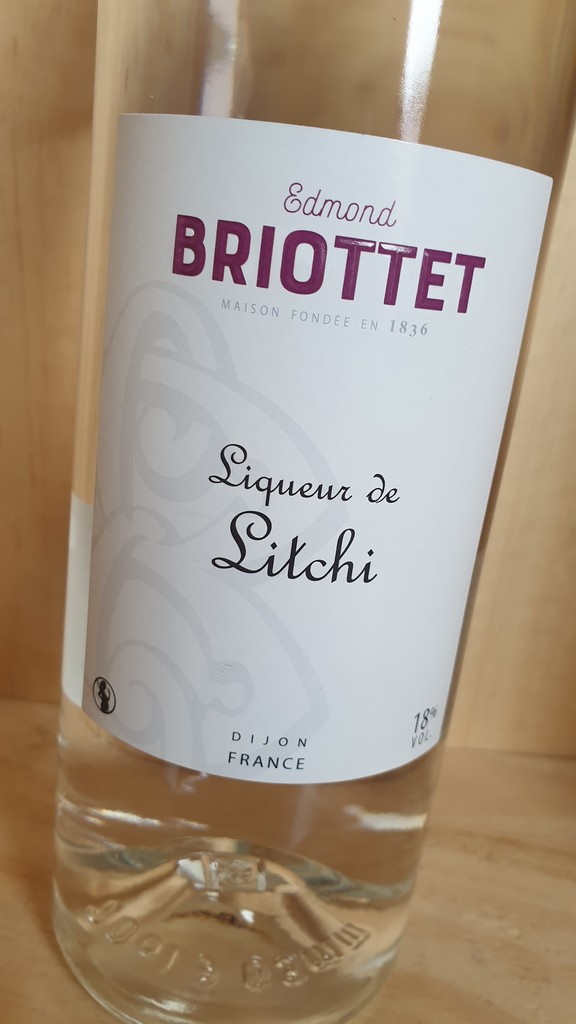 Edmond
BRIOTTET
MAISON FONDÉE EN 1836
Liqueur de
Litchi
18%
VOL.
DIJON
FRANCE